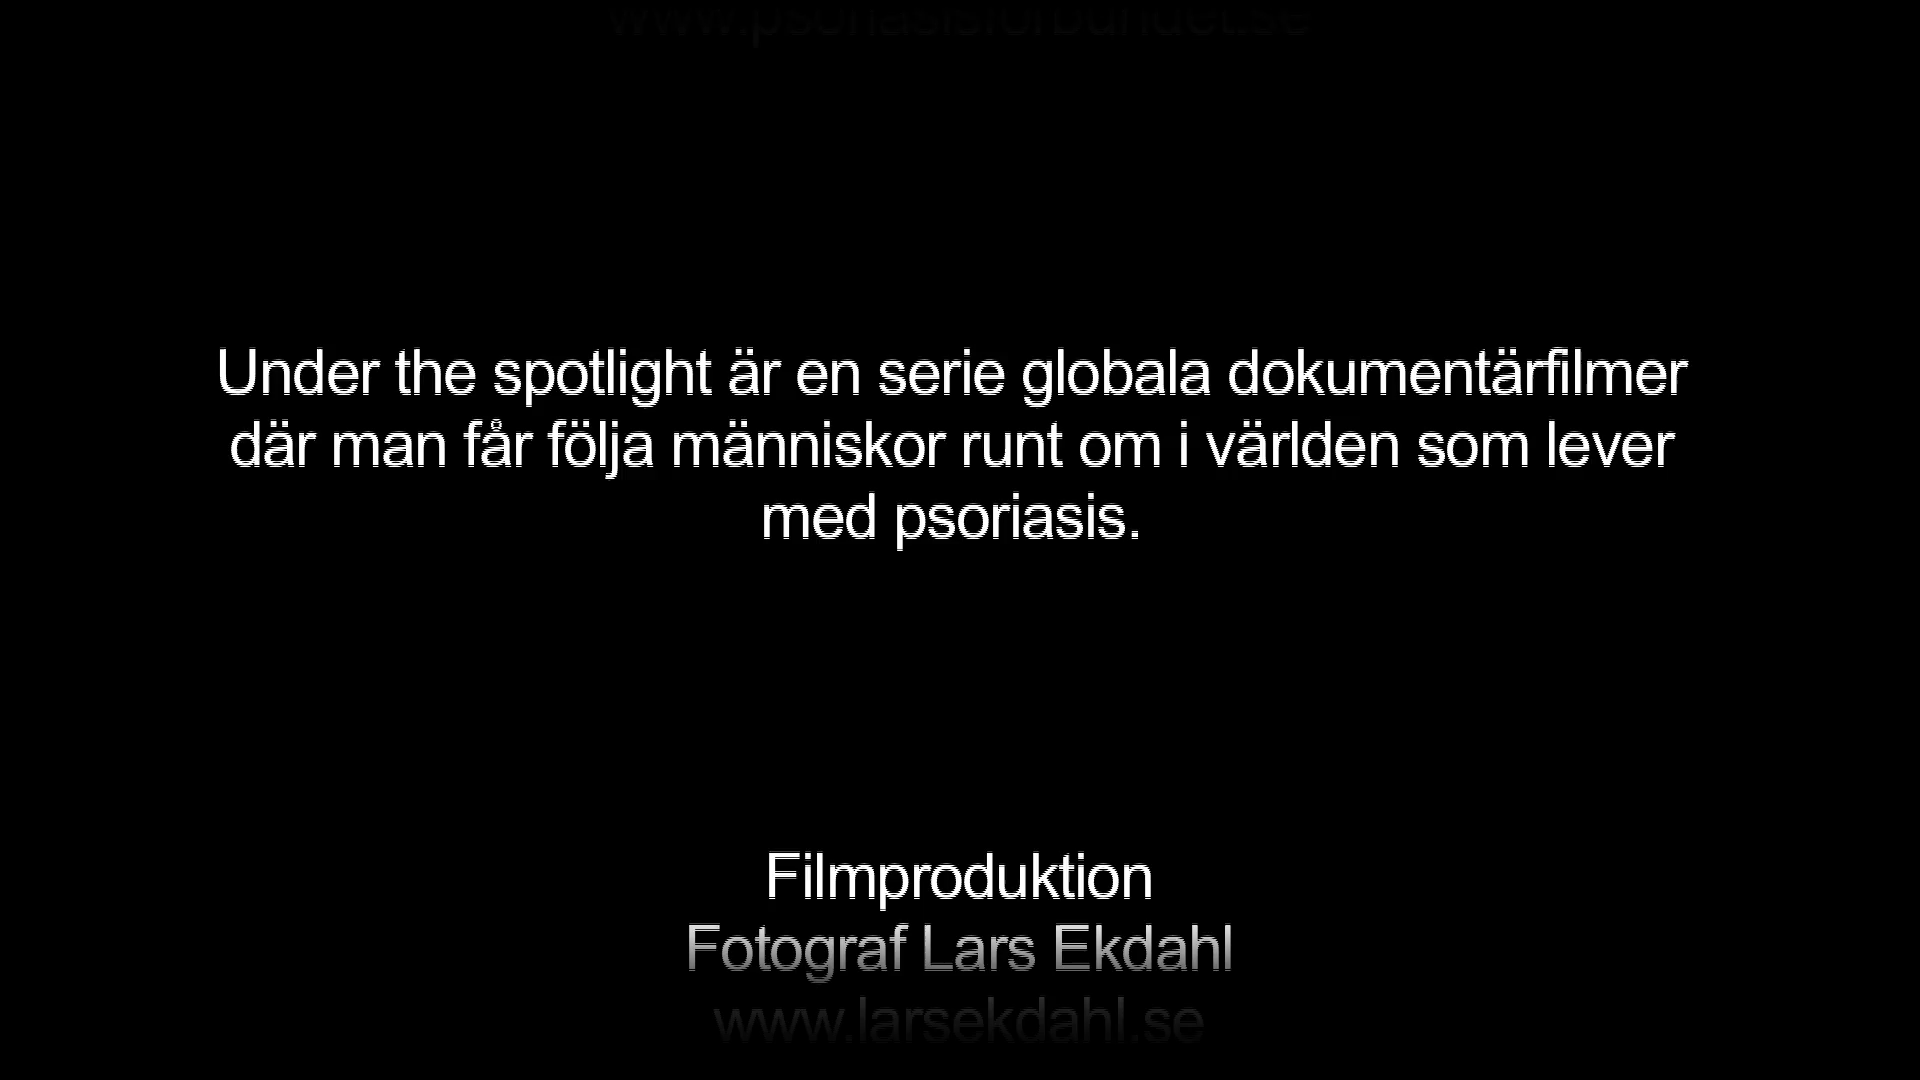 www.psoriasisforbundet.se
Under the spotlight är en serie globala dokumentärfilmer
där man får följa människor runt om i världen som lever
med psoriasis.
Filmproduktion
Fotograf Lars Ekdahl
www.larsekdahl.se